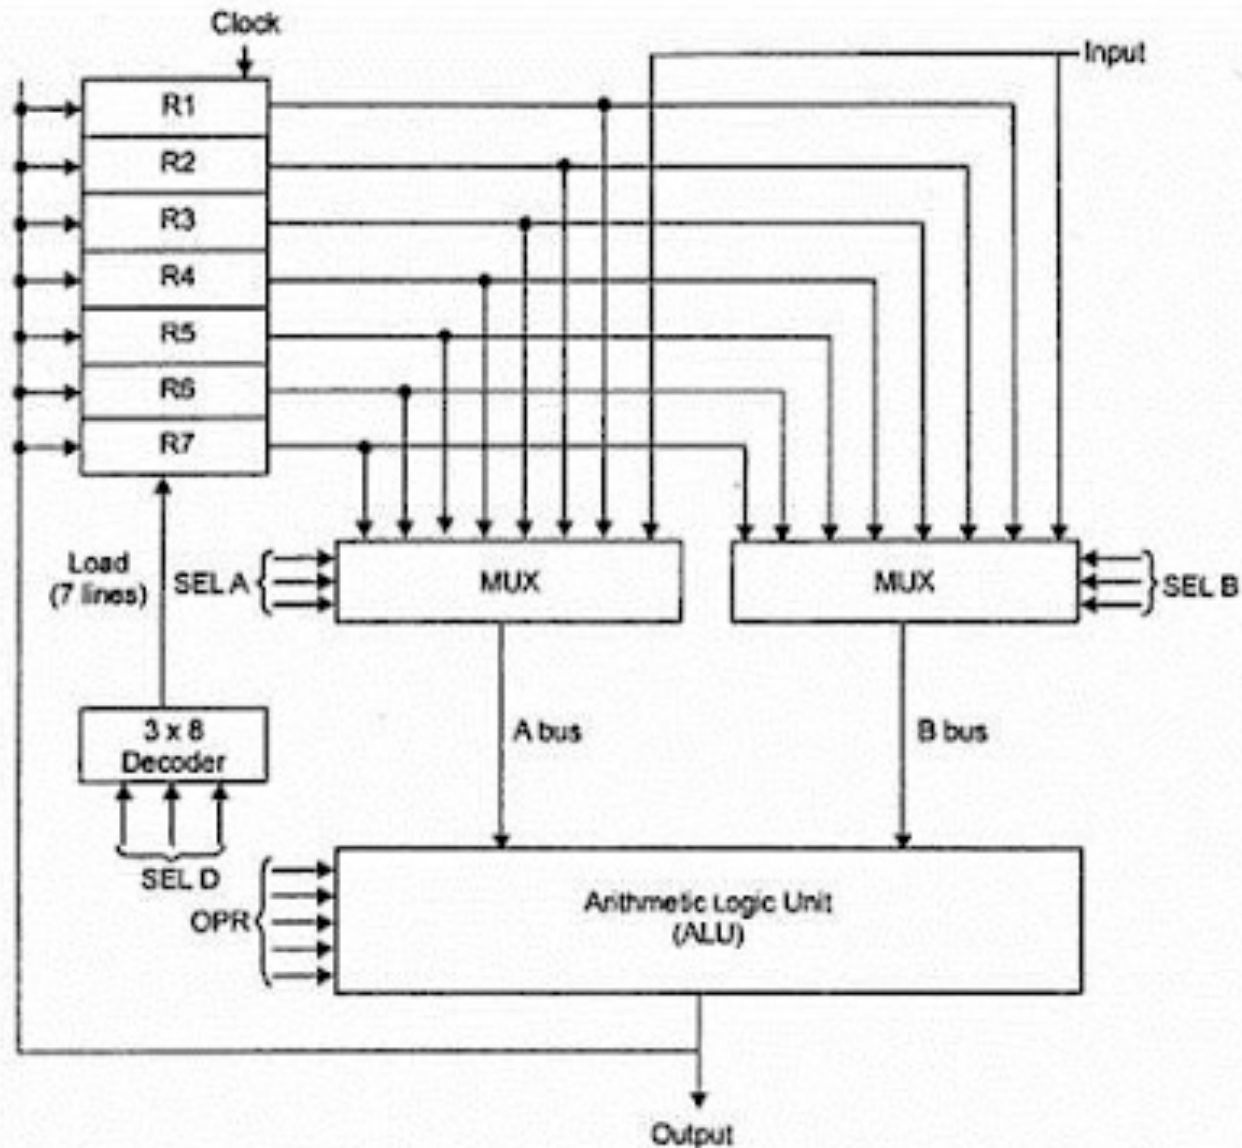 Clock
Input
R1
R2
R3
R4
R5
R6
R7
Load
(7 lines)
SEL A
MUX
MUX
SEL B
3 x 8
Decoder
A bus
B bus
SEL D
OPR
Arithmetic Logic Unit
(ALU)
Output